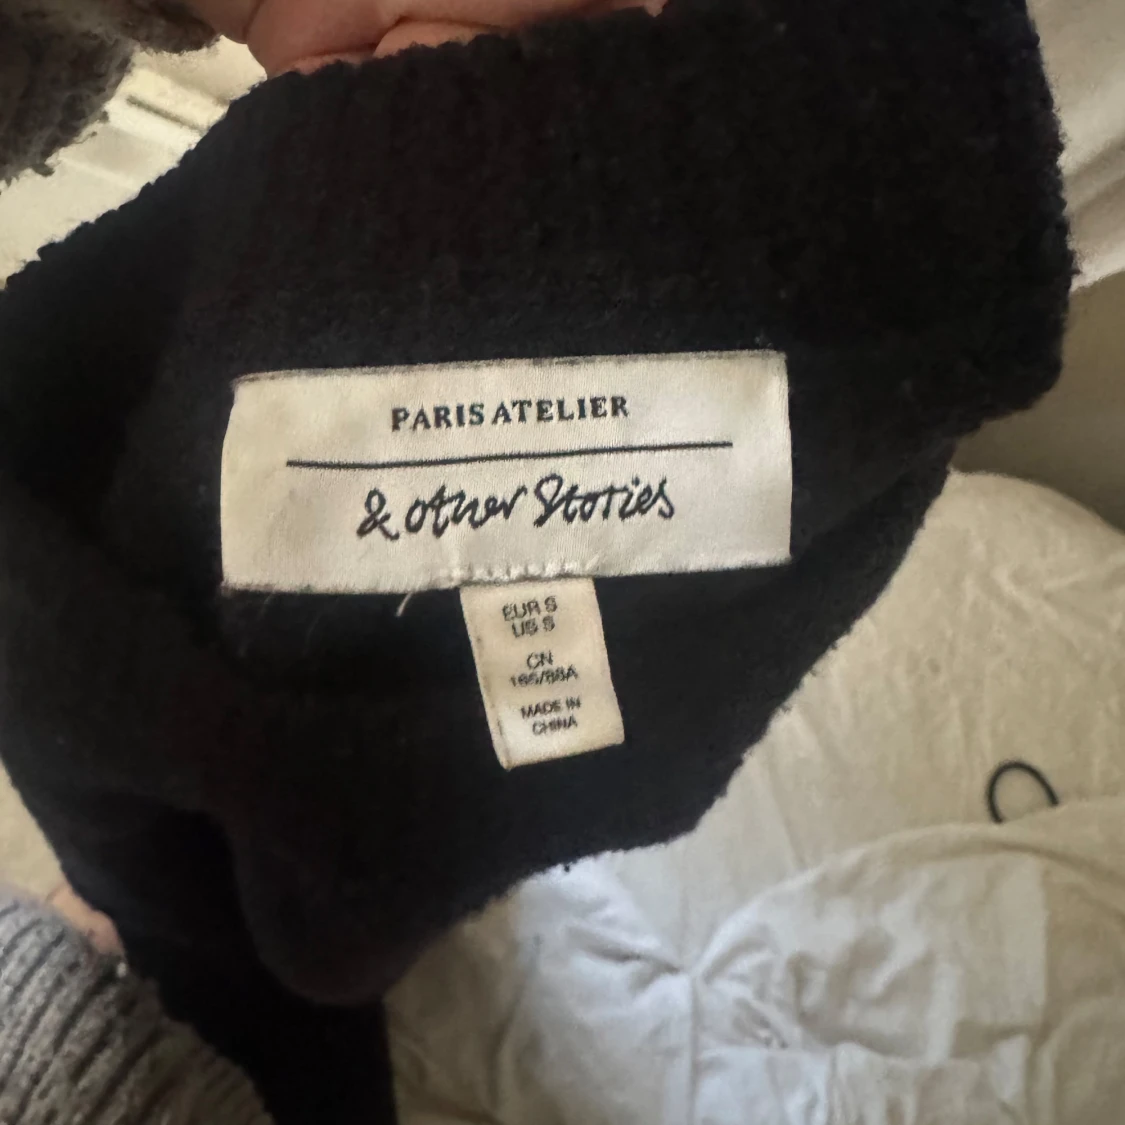 PARIS ATELIER
& other Stories
EUR S
US S
CN
165/88A
MADE IN
CHINA